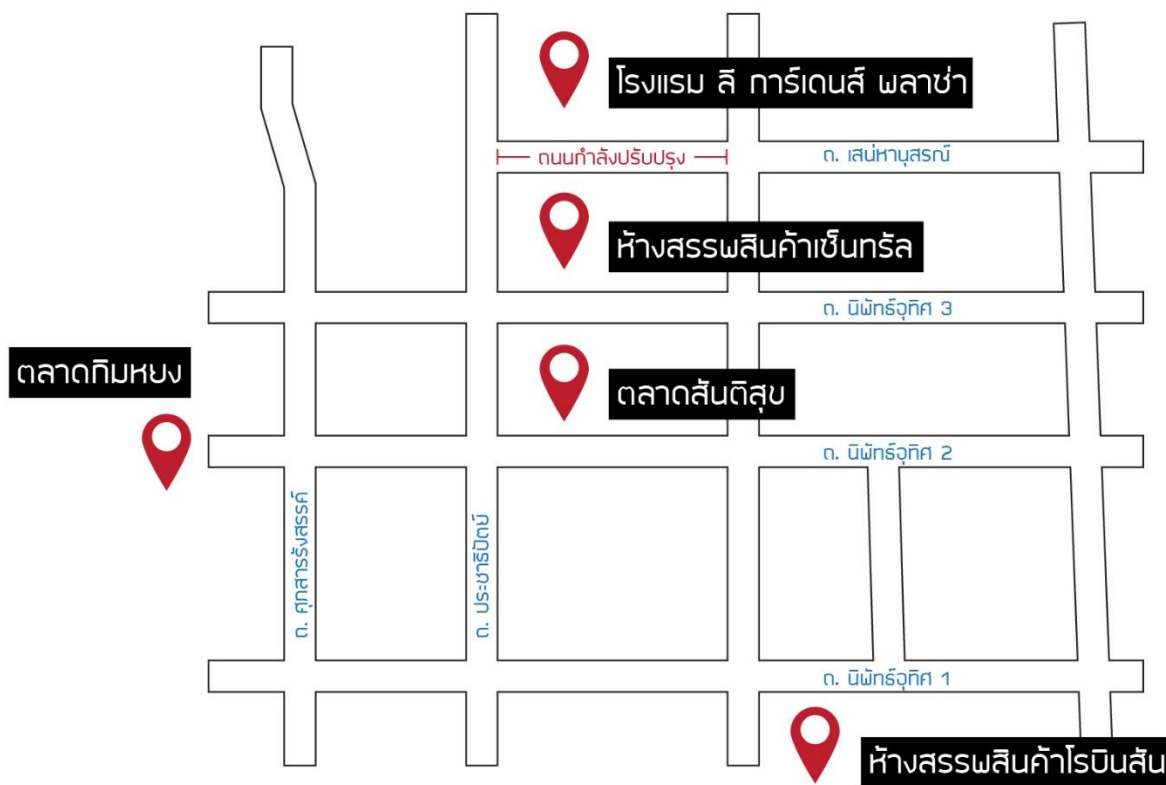 โรงแรม ลี การ์เดนส์ พลาซ่า
ถนนกำลังปรับปรุง
ถ. เสน่หานุสรณ์
ห้างสรรพสินค้าเซ็นทรัล
ถ. นิพัทธ์อุทิศ 3
ตลาดกิมหยง
ตลาดสันติสุข
ถ. นิพัทธ์อุทิศ 2
ถ. ศุภสารรังสรรค์
ถ. ประชาธิปัตย์
ถ. นิพัทธ์อุทิศ 1
ห้างสรรพสินค้าโรบินสัน